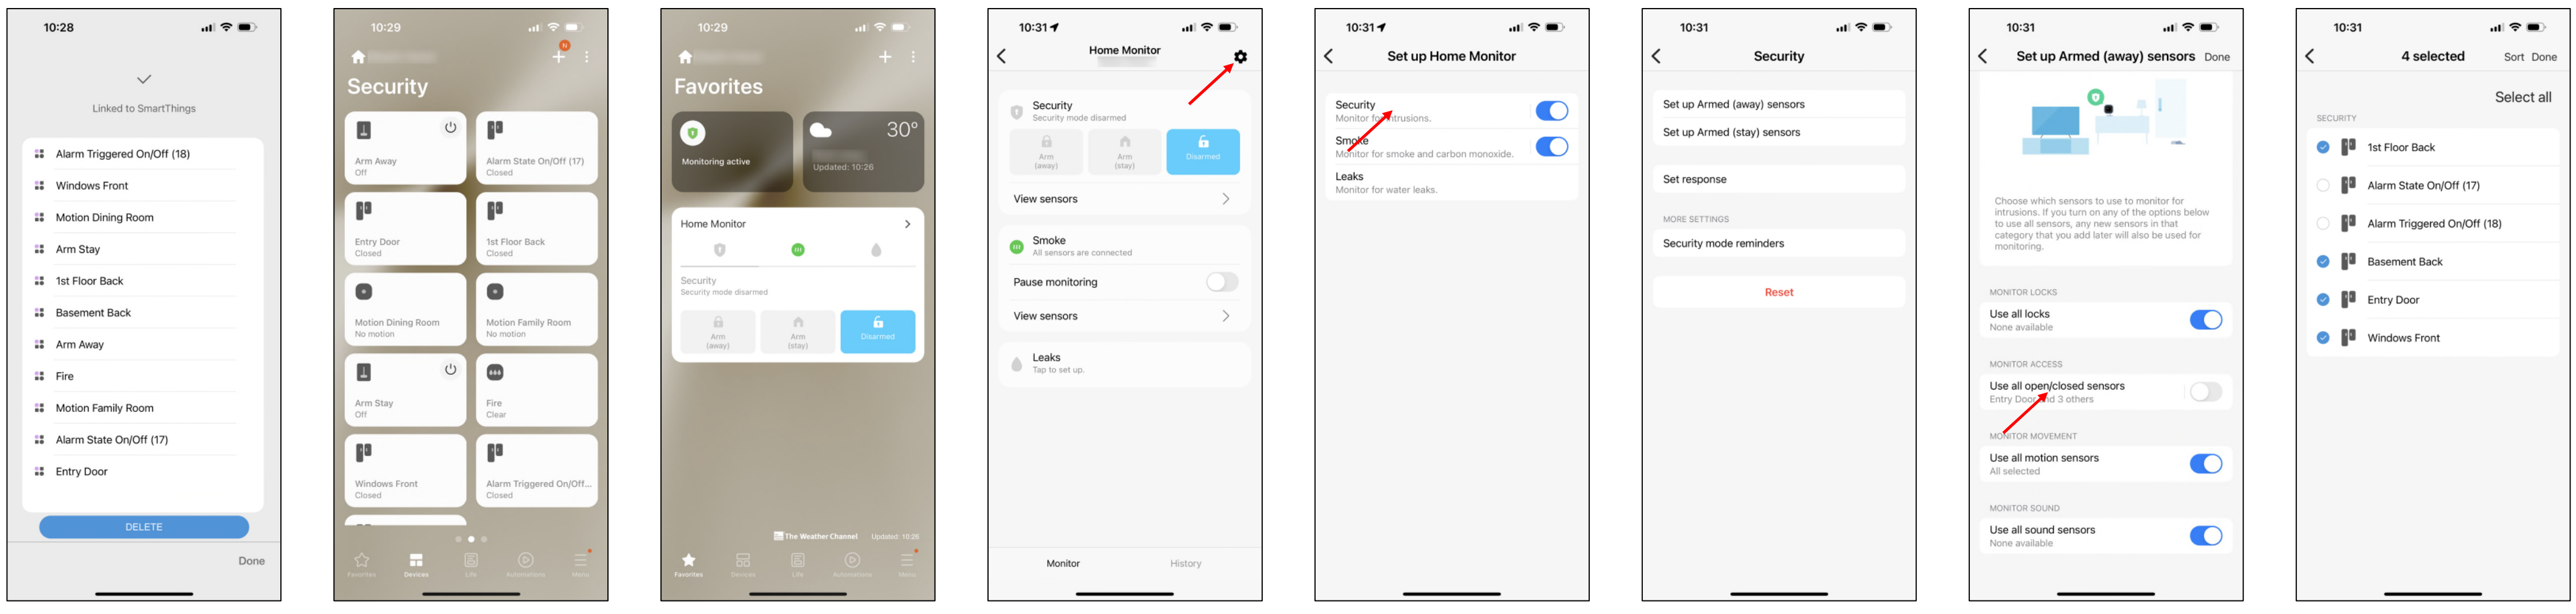 10:28
Linked to SmartThings
Alarm Triggered On/Off (18)
Windows Front
Motion Dining Room
Arm Stay
1st Floor Back
Basement Back
Arm Away
Fire
Motion Family Room
Alarm State On/Off (17)
Entry Door
DELETE
Done
10:29
N
Security
Arm Away
Off
Alarm State On/Off (17)
Closed
Entry Door
Closed
1st Floor Back
Closed
Motion Dining Room
No motion
Motion Family Room
No motion
Arm Stay
Off
Fire
Clear
Windows Front
Closed
Alarm Triggered On/Off...
Closed
Favorites
Devices
Life
Automations
Menu
10:29
Favorites
Monitoring active
30°
Updated: 10:26
Home Monitor
Security
Security mode disarmed
Arm
(away)
Arm
(stay)
Disarmed
The Weather Channel
Updated: 10:26
Favorites
Devices
Life
Automations
Menu
10:31
Home Monitor
Security
Security mode disarmed
Arm
(away)
Arm
(stay)
Disarmed
View sensors
Smoke
All sensors are connected
Pause monitoring
View sensors
Leaks
Tap to set up.
Monitor
History
10:31
Set up Home Monitor
Security
Monitor for intrusions.
Smoke
Monitor for smoke and carbon monoxide.
Leaks
Monitor for water leaks.
10:31
Security
Set up Armed (away) sensors
Set up Armed (stay) sensors
Set response
MORE SETTINGS
Security mode reminders
Reset
10:31
Set up Armed (away) sensors Done
Choose which sensors to use to monitor for
intrusions. If you turn on any of the options below
to use all sensors, any new sensors in that
category that you add later will also be used for
monitoring.
MONITOR LOCKS
Use all locks
None available
MONITOR ACCESS
Use all open/closed sensors
Entry Door and 3 others
MONITOR MOVEMENT
Use all motion sensors
All selected
MONITOR SOUND
Use all sound sensors
None available
10:31
4 selected Sort Done
Select all
SECURITY
1st Floor Back
Alarm State On/Off (17)
Alarm Triggered On/Off (18)
Basement Back
Entry Door
Windows Front